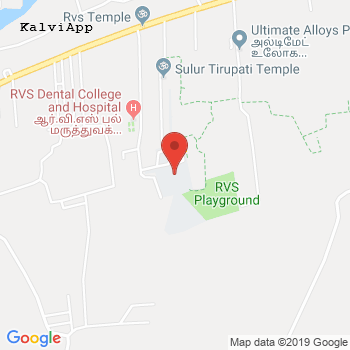 Rvs Temple
KalviApp
Ultimate Alloys P
அல்டிமேட்
உலோக...
Sulur Tirupati Temple
RVS Dental College
and Hospital
ஆர்.வி.எஸ் பல்
மருத்துவக்...
H
RVS
Playground
Google
Map data ©2019 Google